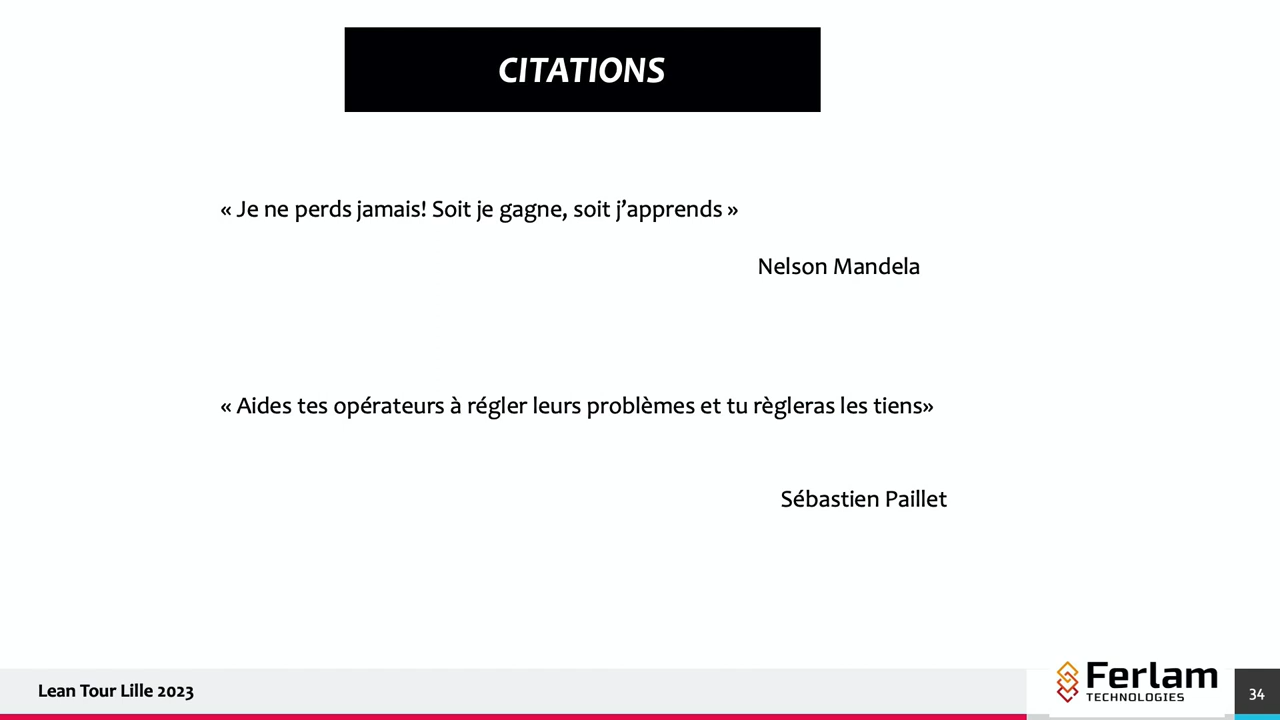 CITATIONS
« Je ne perds jamais! Soit je gagne, soit j’apprends »
Nelson Mandela
« Aides tes opérateurs à régler leurs problèmes et tu règleras les tiens»
Sébastien Paillet
Lean Tour Lille 2023
Ferlam
TECHNOLOGIES
34